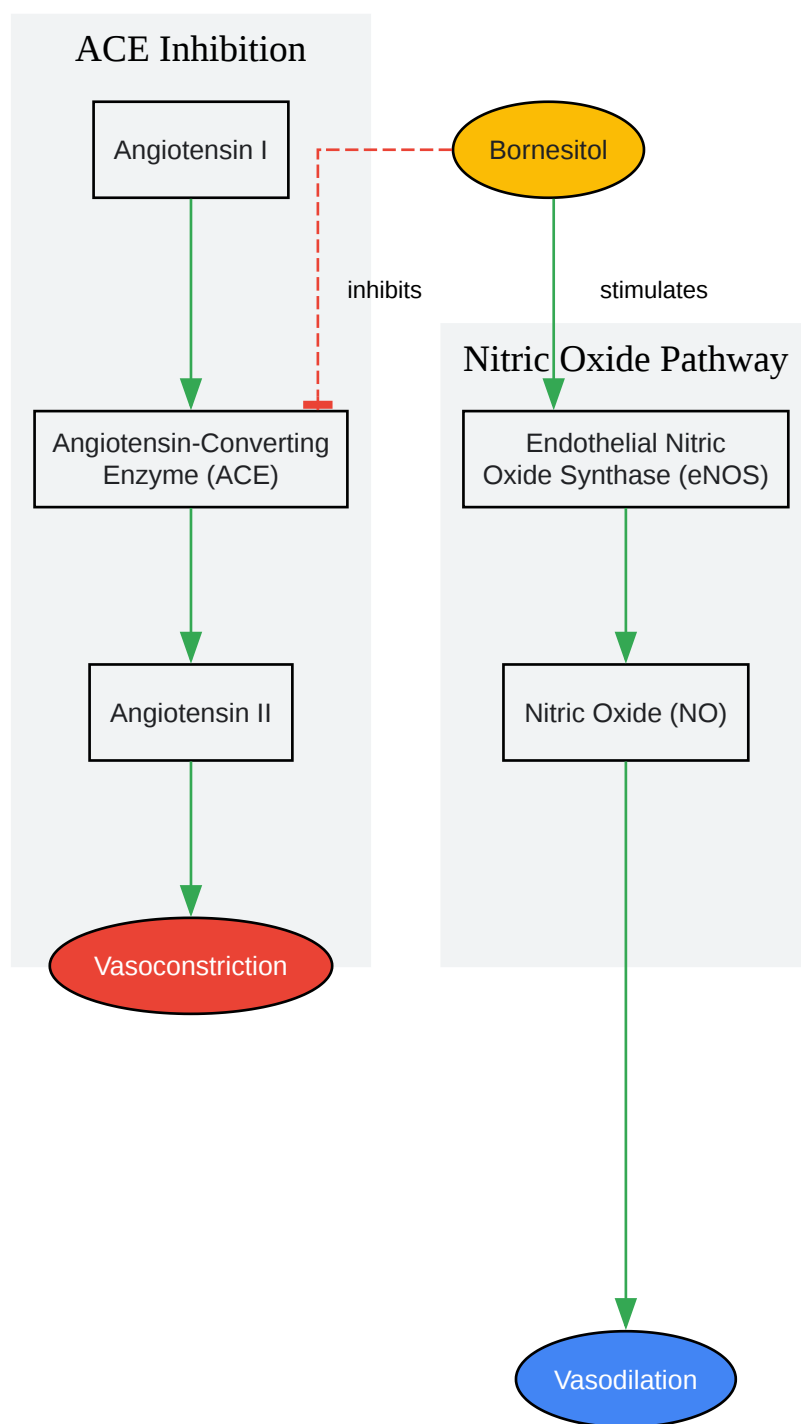 ACE Inhibition
Angiotensin I
Bornesitol
inhibits
stimulates
Nitric Oxide Pathway
Angiotensin-Converting
Enzyme (ACE)
Endothelial Nitric
Oxide Synthase (eNOS)
Angiotensin II
Nitric Oxide (NO)
Vasoconstriction
Vasodilation